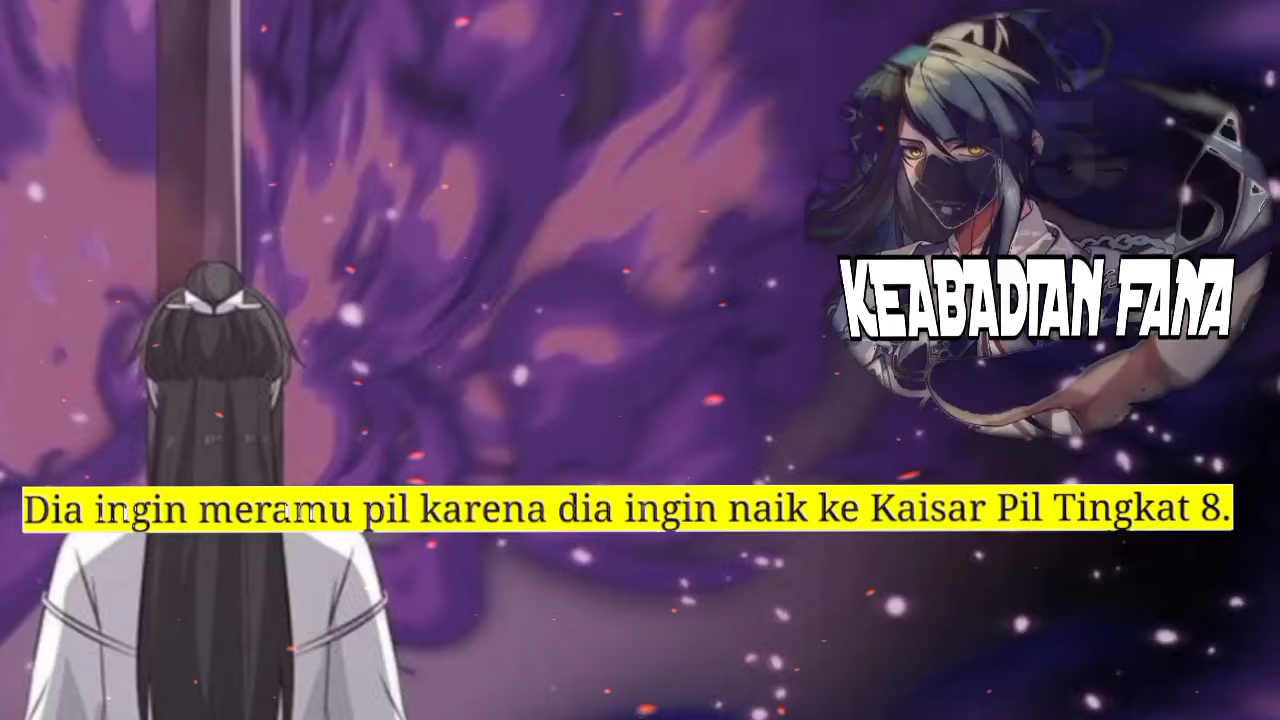 KEABADIAN FANA
Dia ingin meramu pil karena dia ingin naik ke Kaisar Pil Tingkat 8.